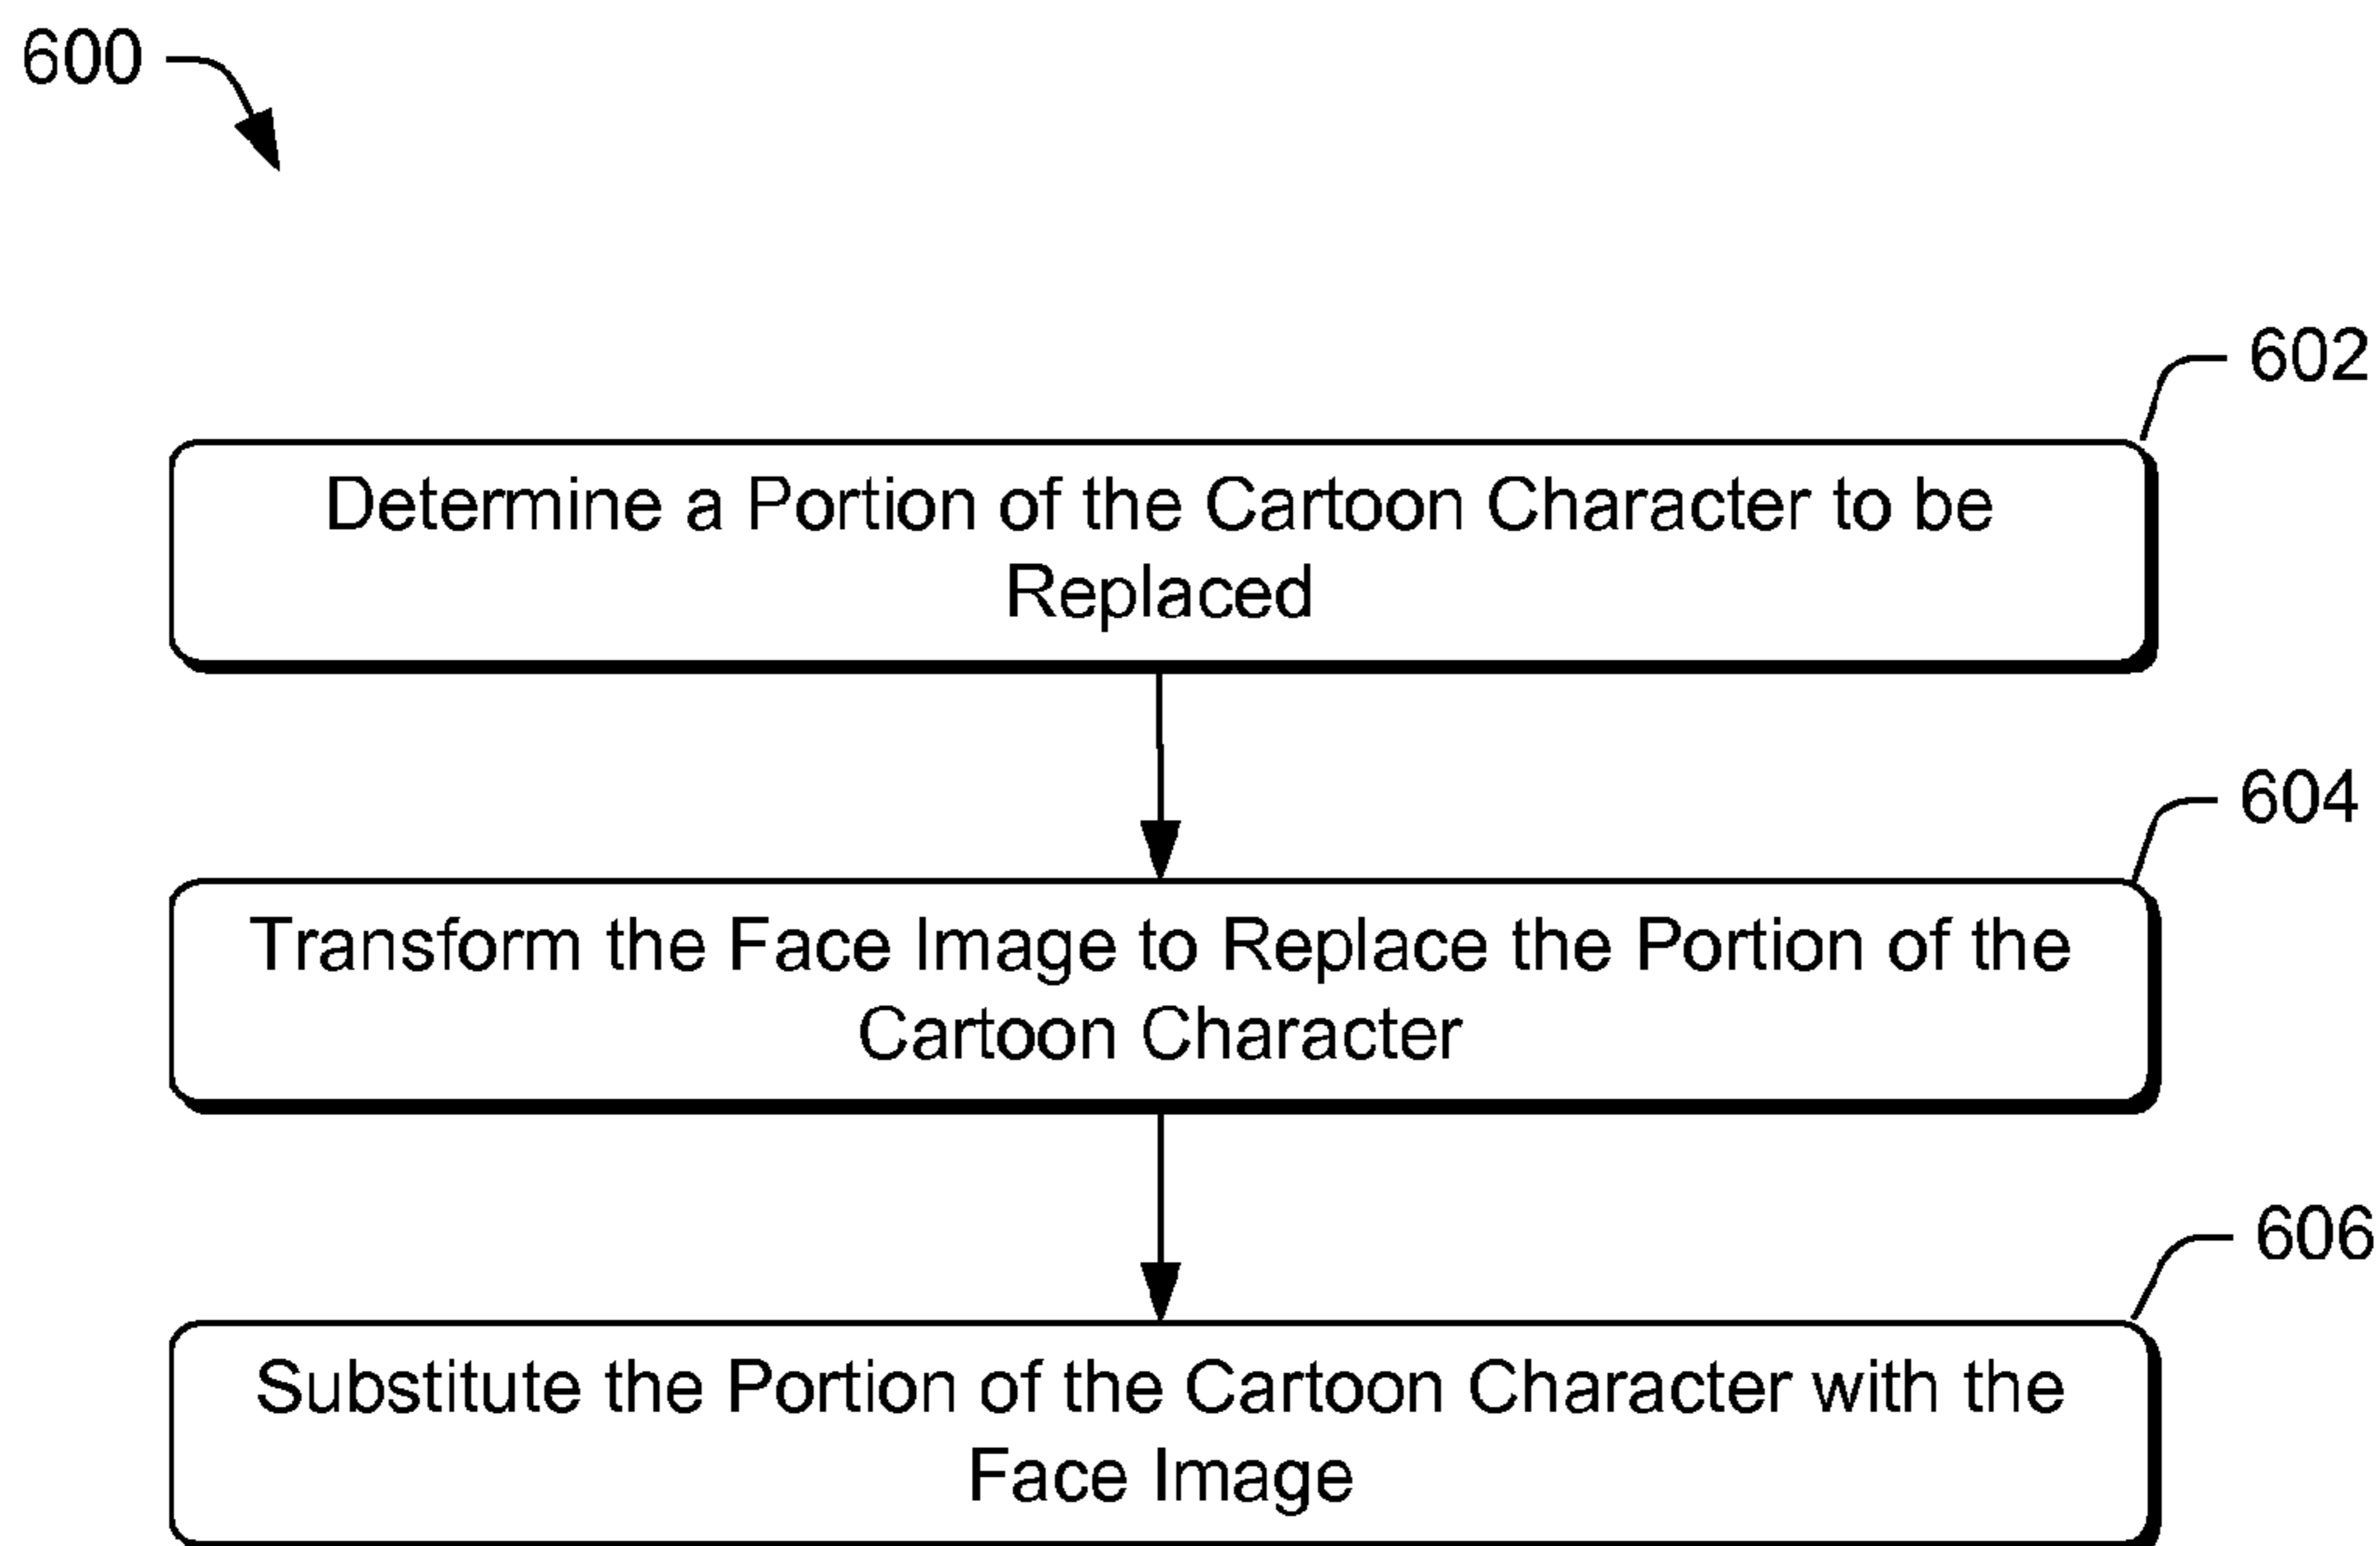 600
602
Determine a Portion of the Cartoon Character to be
Replaced
604
Transform the Face Image to Replace the Portion of the
Cartoon Character
606
Substitute the Portion of the Cartoon Character with the
Face Image